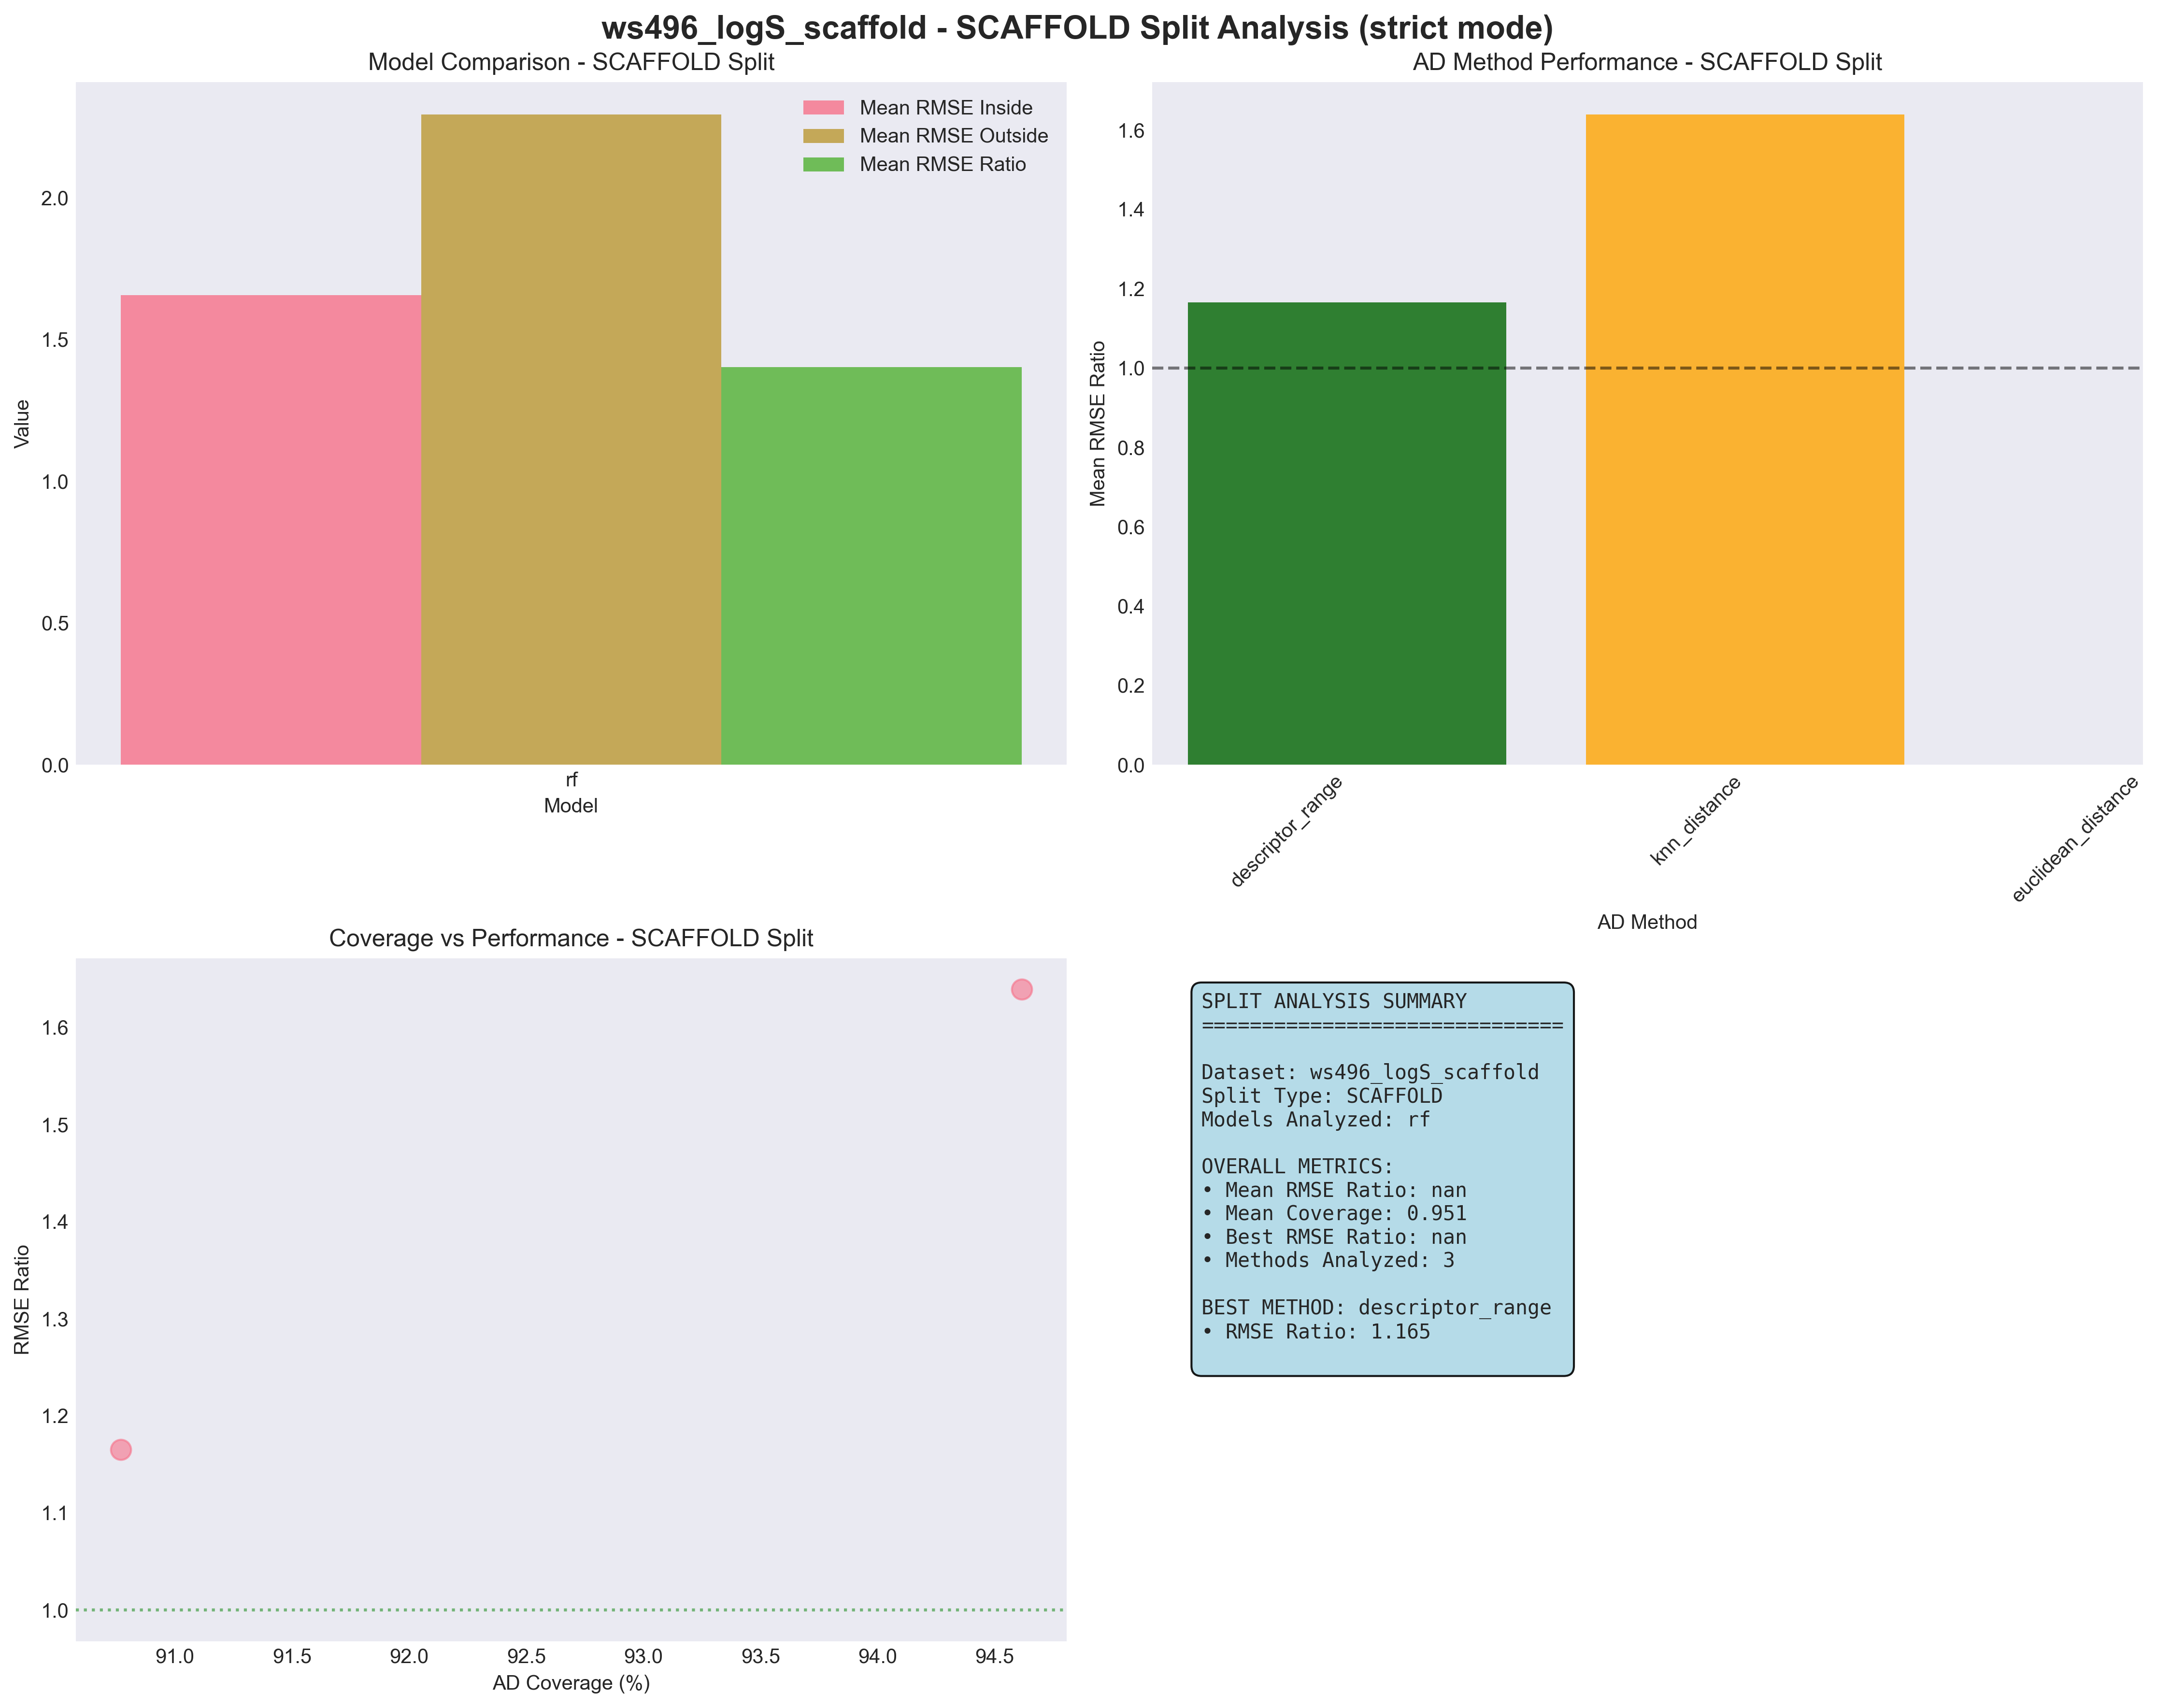 ws496_logS_scaffold - SCAFFOLD Split Analysis (strict mode)
Model Comparison - SCAFFOLD Split
Mean RMSE Inside
Mean RMSE Outside
Mean RMSE Ratio
2.0
1.5
1.0
0.5
0.0
Value
rf
Model
AD Method Performance - SCAFFOLD Split
1.6
1.4
1.2
1.0
0.8
0.6
0.4
0.2
0.0
Mean RMSE Ratio
descriptor_range
knn_distance
euclidean_distance
AD Method
Coverage vs Performance - SCAFFOLD Split
1.6
1.5
1.4
1.3
1.2
1.1
1.0
RMSE Ratio
91.0
91.5
92.0
92.5
93.0
93.5
94.0
94.5
AD Coverage (%)
SPLIT ANALYSIS SUMMARY
==============================
Dataset: ws496_logS_scaffold
Split Type: SCAFFOLD
Models Analyzed: rf
OVERALL METRICS:
• Mean RMSE Ratio: nan
• Mean Coverage: 0.951
• Best RMSE Ratio: nan
• Methods Analyzed: 3
BEST METHOD: descriptor_range
• RMSE Ratio: 1.165